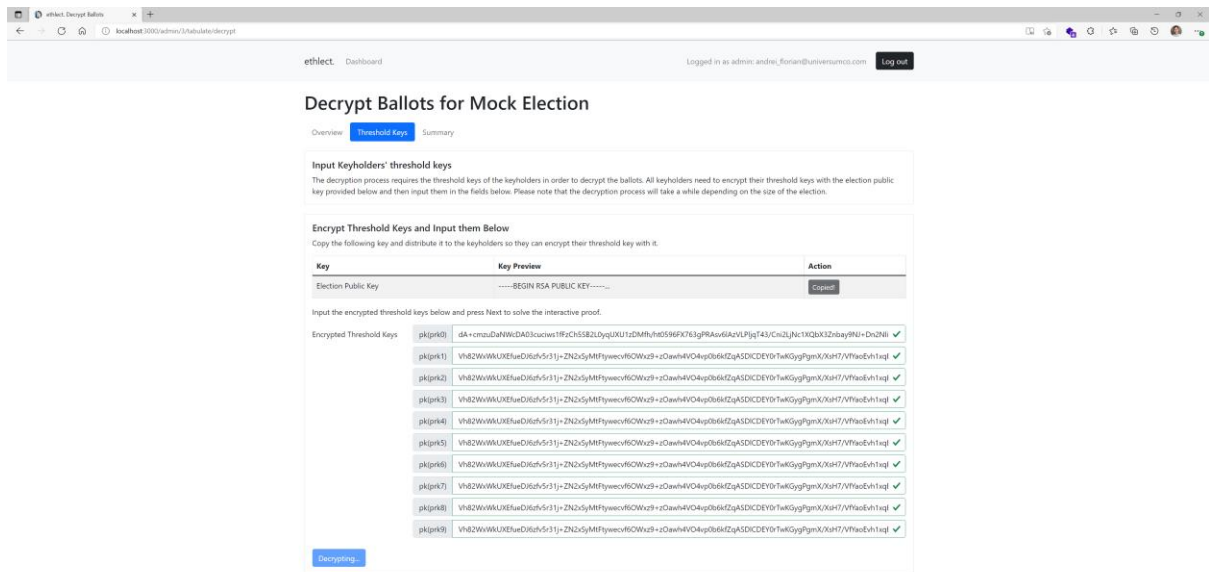 ethlect. Decrypt Ballots
localhost:3000/admin/3/tabulate/decrypt
ethlect. Dashboard
Logged in as admin: andrei_florian@universumco.com Log out
Decrypt Ballots for Mock Election
Overview Threshold Keys Summary
Input Keyholders' threshold keys
The decryption process requires the threshold keys of the keyholders in order to decrypt the ballots. All keyholders need to encrypt their threshold keys with the election public
key provided below and then input them in the fields below. Please note that the decryption process will take a while depending on the size of the election.
Encrypt Threshold Keys and Input them Below
Copy the following key and distribute it to the keyholders so they can encrypt their threshold key with it.
Key Key Preview Action
Election Public Key -----BEGIN RSA PUBLIC KEY-----... Copied!
Input the encrypted threshold keys below and press Next to solve the interactive proof.
Encrypted Threshold Keys pk(prk0)
pk(prk1)
pk(prk2)
pk(prk3)
pk(prk4)
pk(prk5)
pk(prk6)
pk(prk7)
pk(prk8)
pk(prk9)
Decrypting...